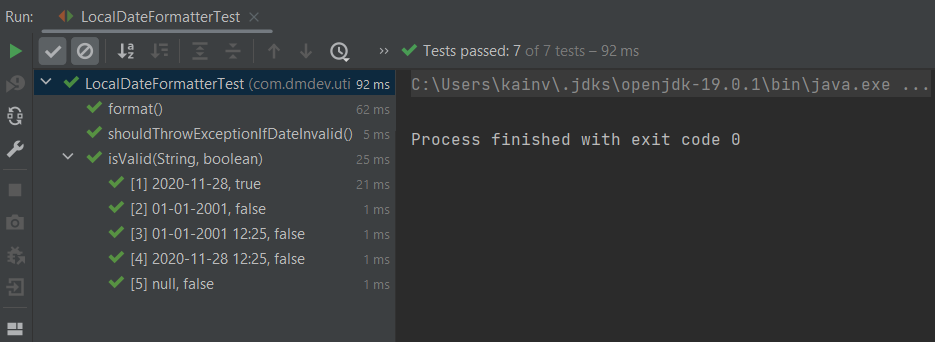 Run: LocalDateFormatterTest
Tests passed: 7 of 7 tests – 92 ms
LocalDateFormatterTest (com.dmdev.uti 92 ms
format() 62 ms
shouldThrowExceptionIfDateInvalid() 5 ms
isValid(String, boolean) 25 ms
[1] 2020-11-28, true 21 ms
[2] 01-01-2001, false 1 ms
[3] 01-01-2001 12:25, false 1 ms
[4] 2020-11-28 12:25, false 1 ms
[5] null, false 1 ms
C:\Users\kainv\.jdks\openjdk-19.0.1\bin\java.exe ...
Process finished with exit code 0